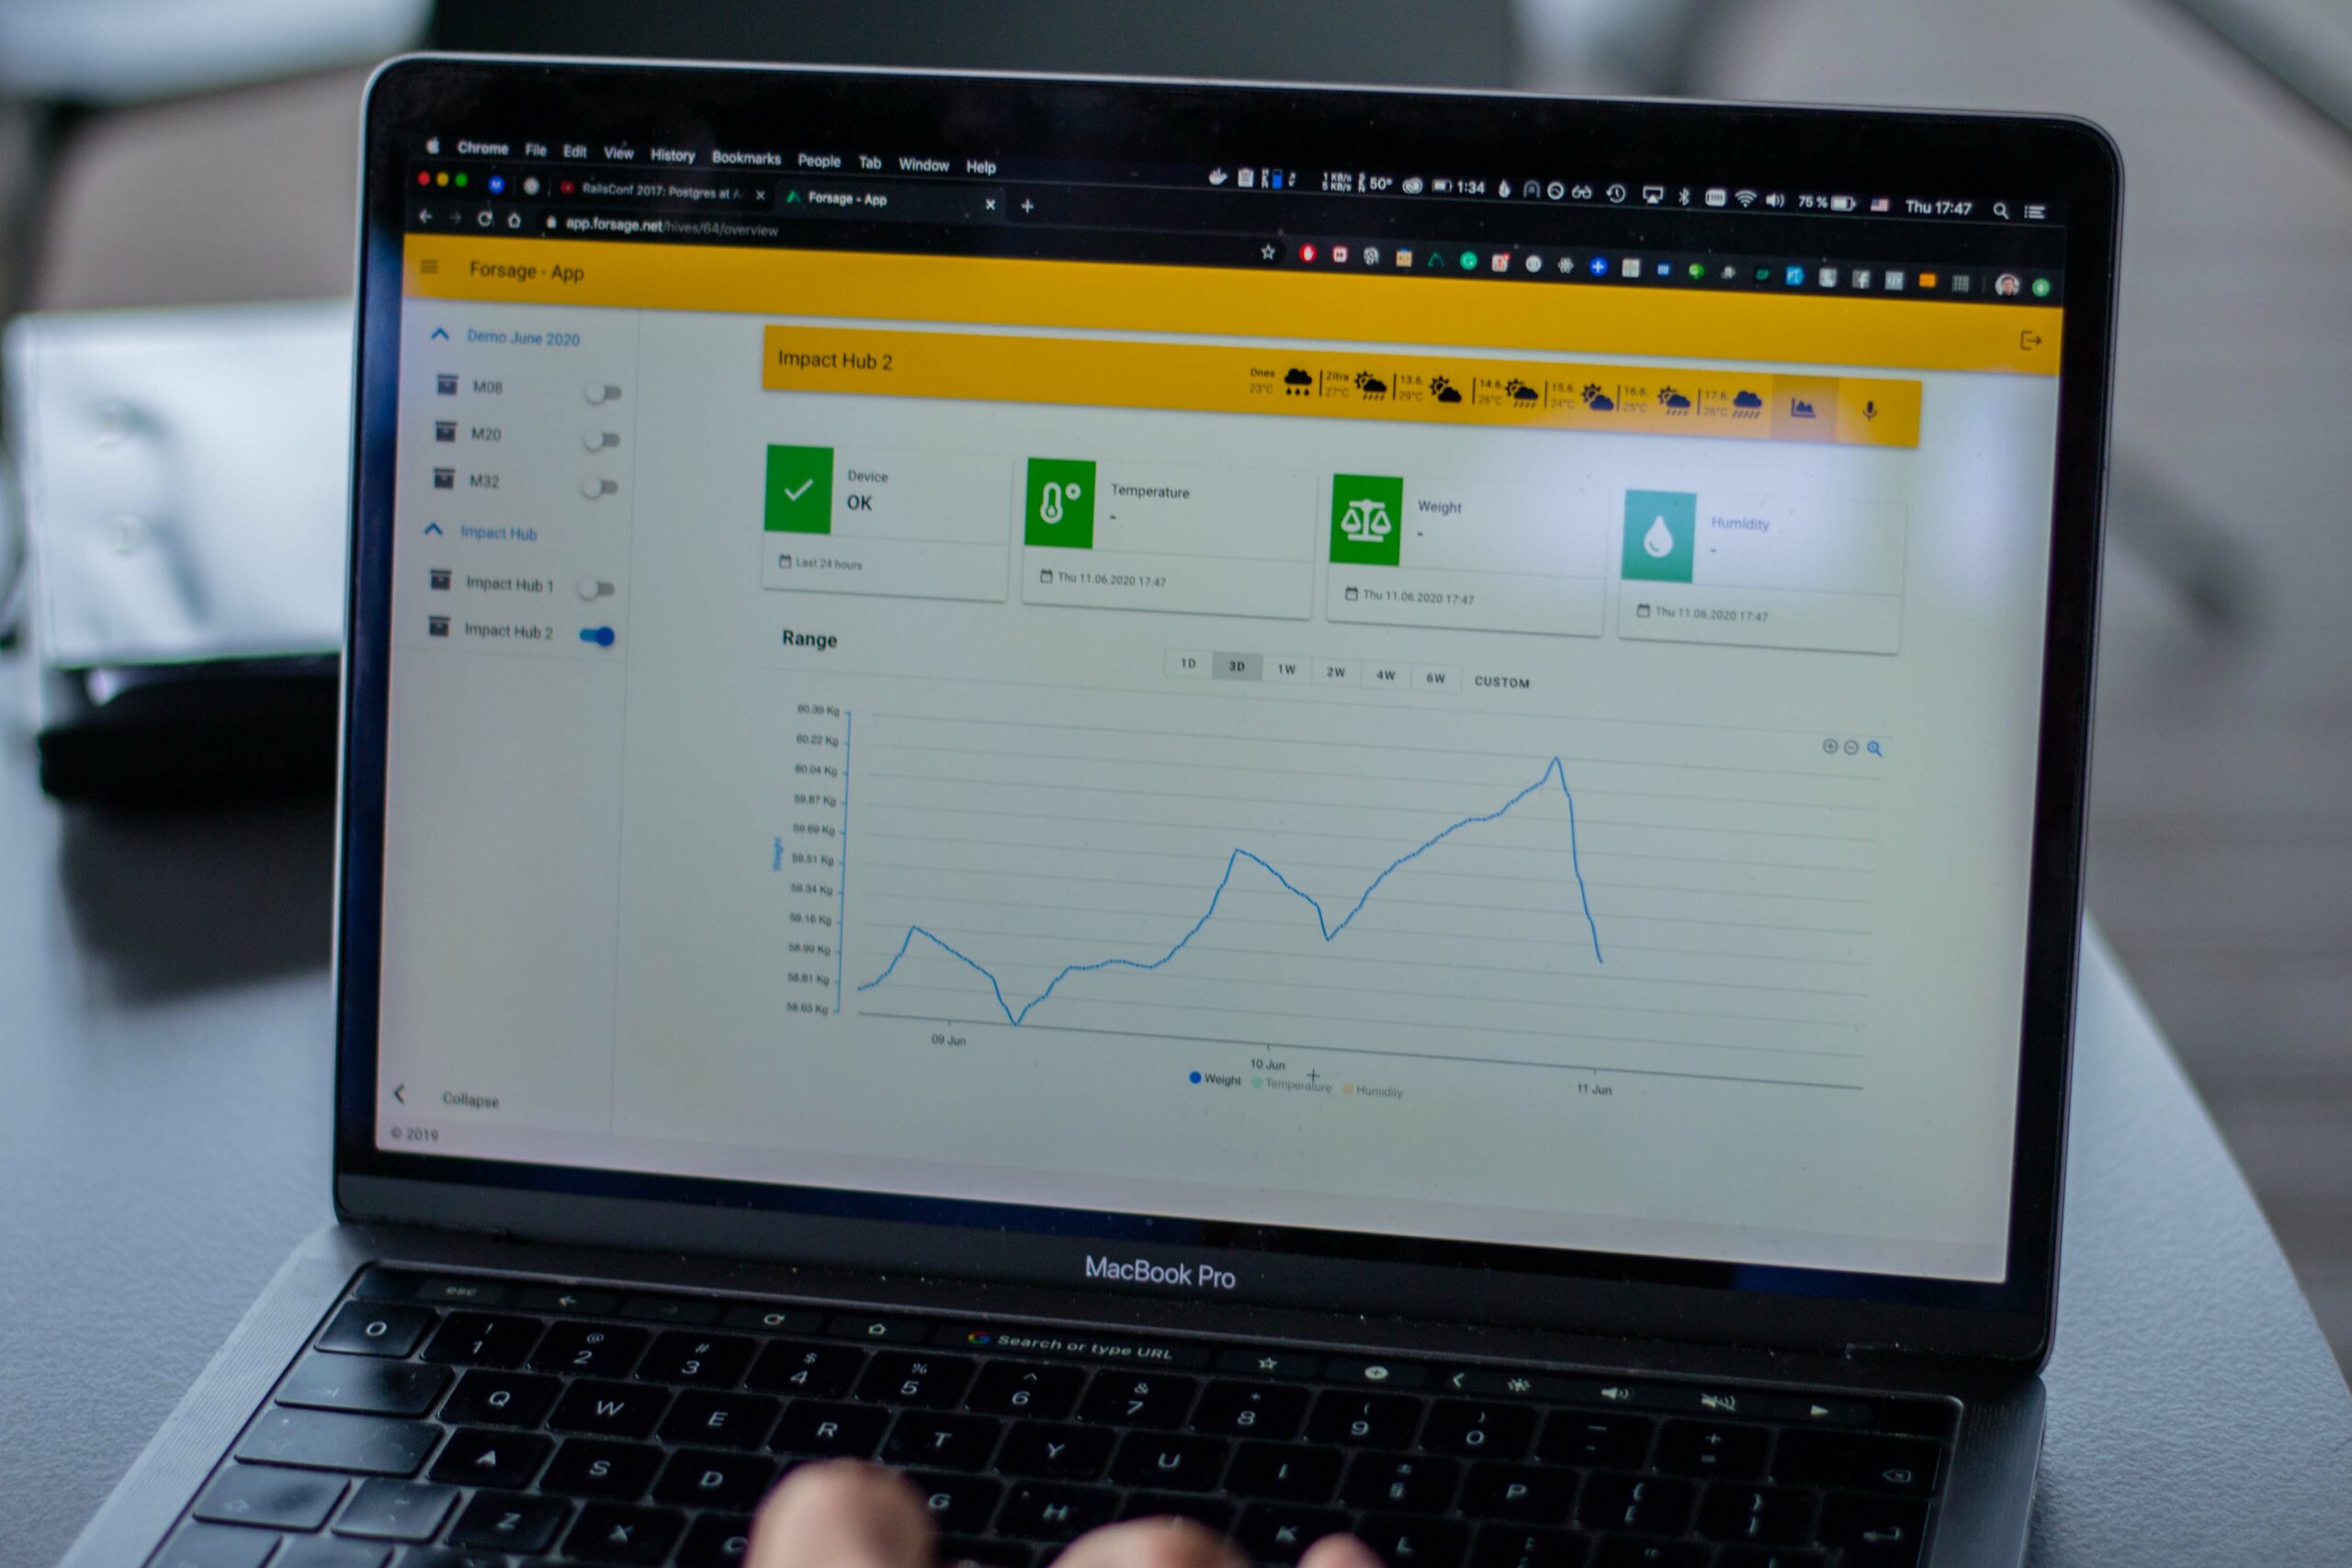 Chrome File Edit View History Bookmarks People Tab Window Help
1 KB/s
5 KB/s 50° 1:34 75 % Thu 17:47
RailsConf 2017: Postgres at Forsage - App
app.forsage.net/hives/64/overview
Forsage - App
Demo June 2020
M08
M20
M32
Impact Hub
Impact Hub 1
Impact Hub 2
Collapse
© 2019
Impact Hub 2
Dnes Zítra 13.6. 14.6. 15.6. 16.6. 17.6.
23°C 27°C 29°C 26°C 24°C 25°C 26°C
Device
OK
Last 24 hours
Temperature
-
Thu 11.06.2020 17:47
Weight
-
Thu 11.06.2020 17:47
Humidity
-
Thu 11.06.2020 17:47
Range
1D 3D 1W 2W 4W 6W CUSTOM
60.39 Kg
60.22 Kg
60.04 Kg
59.87 Kg
59.69 Kg
59.51 Kg
59.34 Kg
59.16 Kg
58.99 Kg
58.81 Kg
58.63 Kg
Weight
09 Jun 10 Jun 11 Jun
Weight Temperature Humidity
MacBook Pro
esc Search or type URL
! @ # $ % ^ & * ( ) — +
1 2 3 4 5 6 7 8 9 0 - =
Q W E R T Y U I P { }
A S D G H K L
Z X C